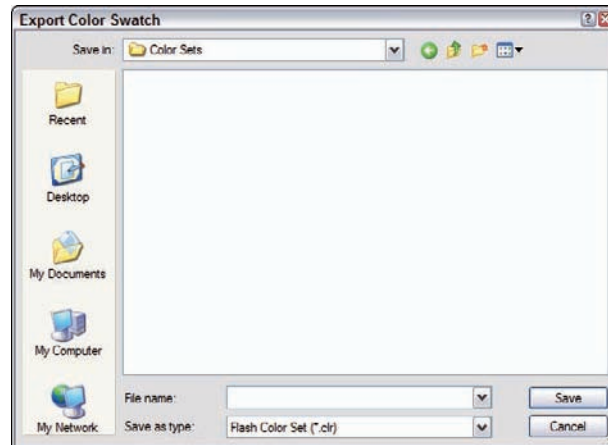 Export Color Swatch
Save in: Color Sets
Recent
Desktop
My Documents
My Computer
My Network
File name:
Save
Save as type: Flash Color Set (*.clr)
Cancel